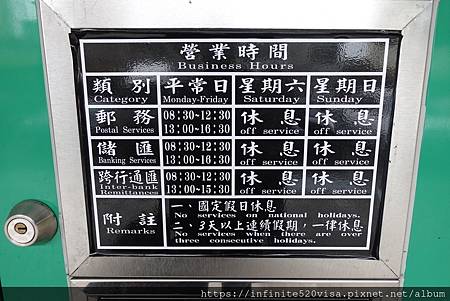 營業時間
Business Hours
類別 平常日 星期六 星期日
Category Monday-Friday Saturday Sunday
郵務 08:30-12:30 休息 休息
Postal Services 13:00-16:30 off service off service
儲匯 08:30-12:30 休息 休息
Banking Services 13:00-16:30 off service off service
跨行通匯 08:30-12:30 休息 休息
Inter-bank Remittances 13:00-15:30 off service off service
附註
Remarks
一、國定假日休息
No services on national holidays.
二、3天以上連續假期，一律休息
No services when there are over
three consecutive holidays.
https://infinite520visa.pixnet.net/album